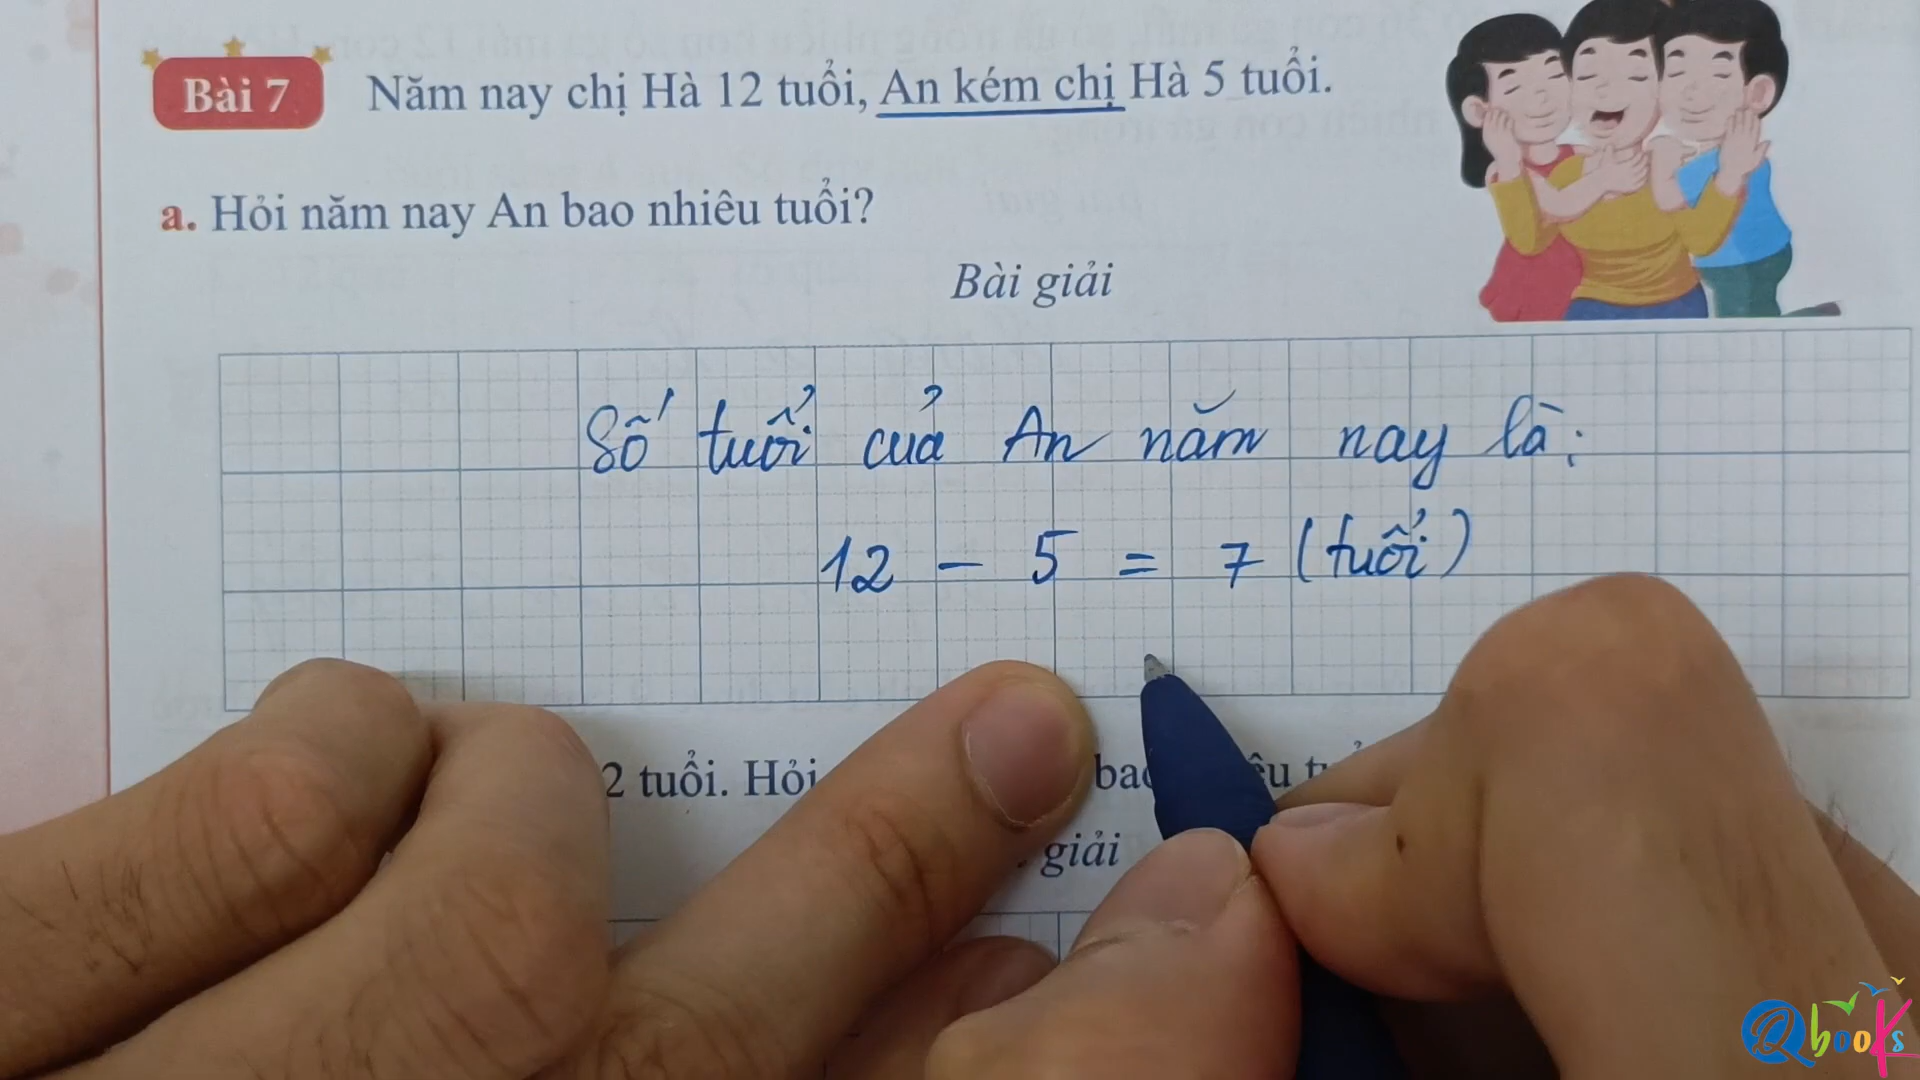 Bài 7 Năm nay chị Hà 12 tuổi, An kém chị Hà 5 tuổi.
a. Hỏi năm nay An bao nhiêu tuổi?
Bài giải
Số tuổi của An năm nay là:
12 - 5 = 7 (tuổi)
2 tuổi. Hỏi
giải
Qbooks